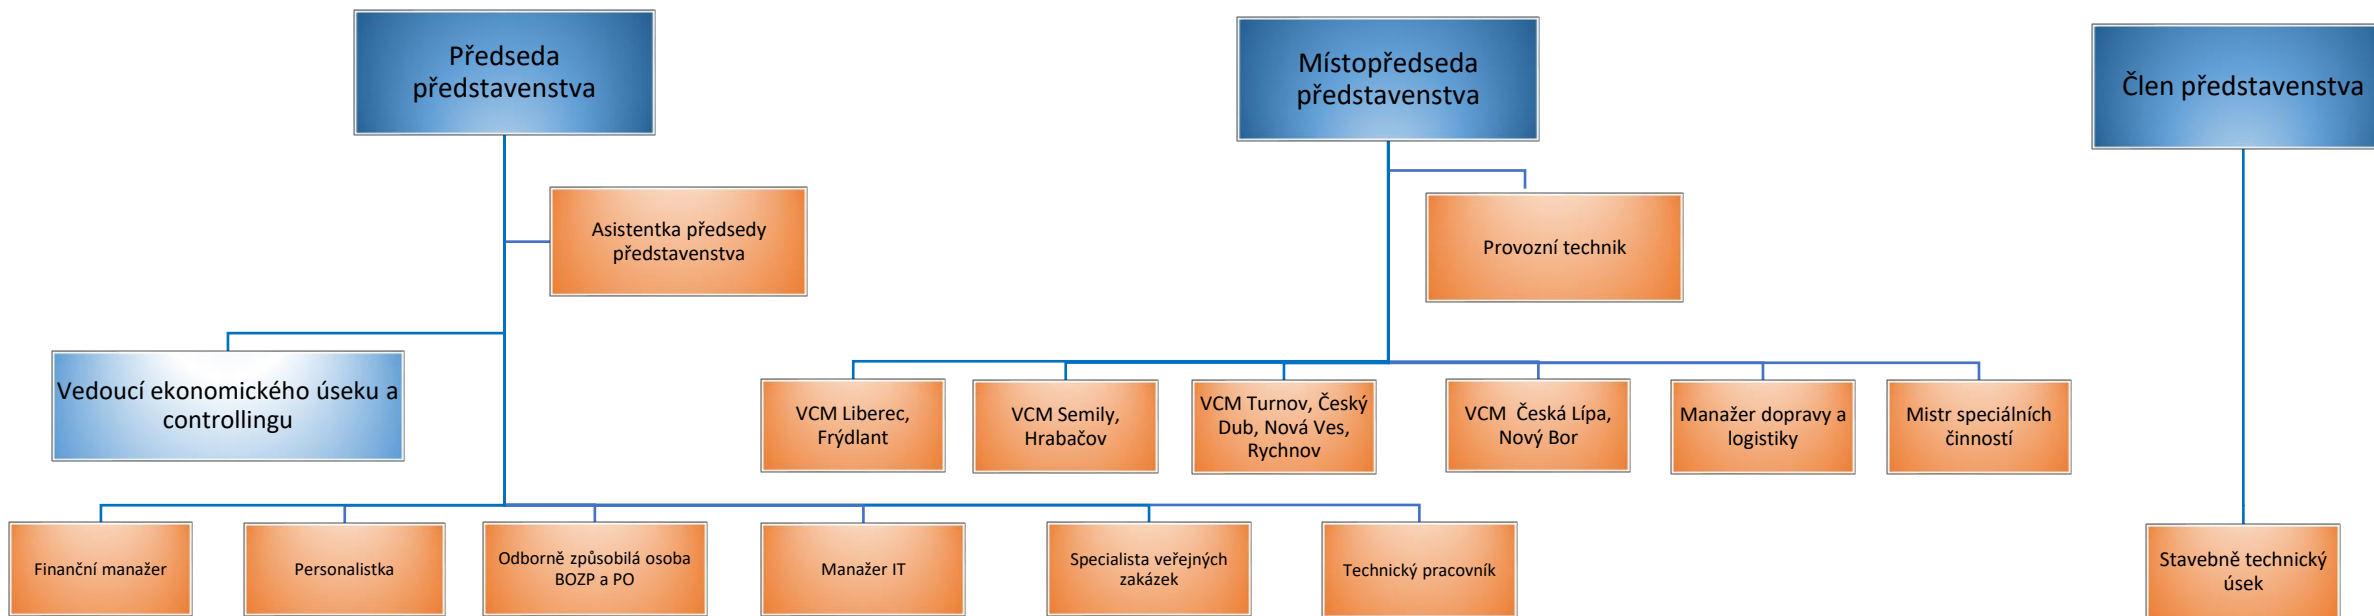 Předseda
představenstva
Místopředseda
představenstva
Člen představenstva
Asistentka předsedy
představenstva
Provozní technik
Vedoucí ekonomického úseku a
controllingu
VCM Liberec,
Frýdlant
VCM Semily,
Hrabačov
VCM Turnov, Český
Dub, Nová Ves,
Rychnov
VCM  Česká Lípa,
Nový Bor
Manažer dopravy a
logistiky
Mistr speciálních
činností
Finanční manažer
Personalistka
Odborně způsobilá osoba
BOZP a PO
Manažer IT
Specialista veřejných
zakázek
Technický pracovník
Stavebně technický
úsek